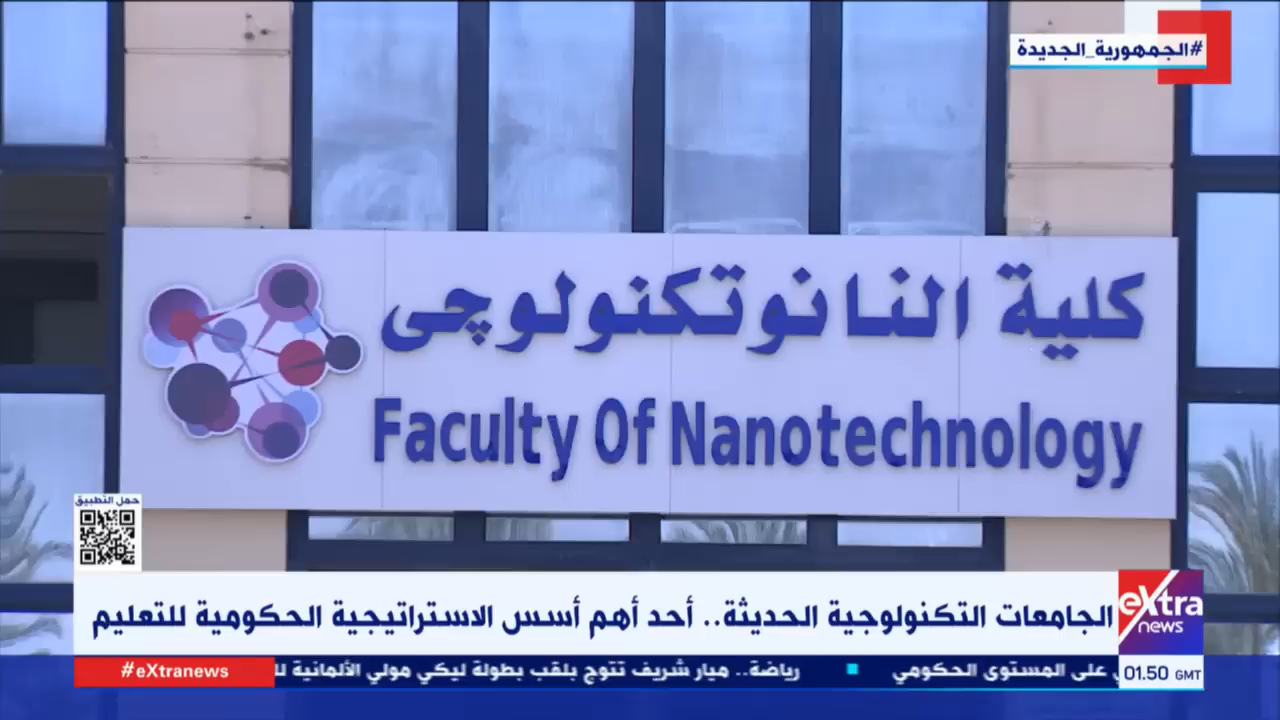 #الجمهورية_الجديدة
كلية النانوتكنولوچى
Faculty Of Nanotechnology
حمل التطبيق
الجامعات التكنولوجية الحديثة.. أحد أهم أسس الاستراتيجية الحكومية للتعليم
eXtra
news
#eXtranews
على المستوى الحكومي ■ رياضة.. ميار شريف تتوج بلقب بطولة ليكي مولي الألمانية
01.50 GMT